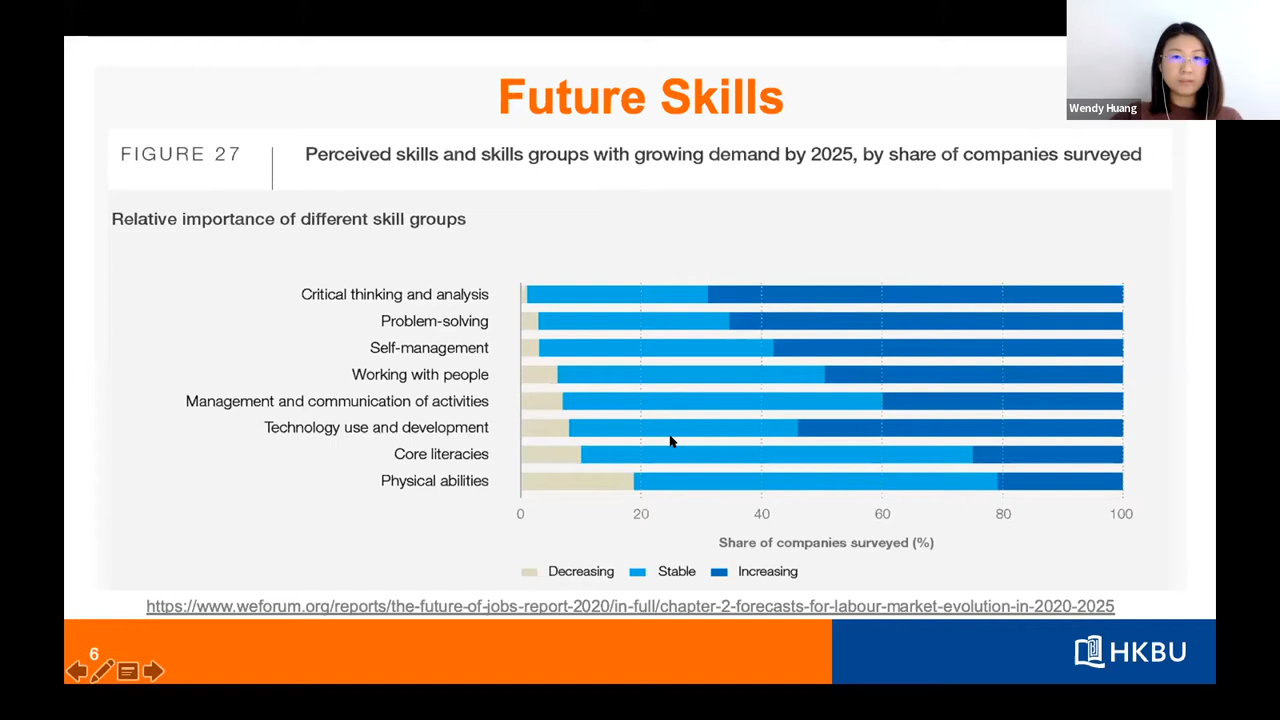 Future Skills
Wendy Huang
FIGURE 27
Perceived skills and skills groups with growing demand by 2025, by share of companies surveyed
Relative importance of different skill groups
Critical thinking and analysis
Problem-solving
Self-management
Working with people
Management and communication of activities
Technology use and development
Core literacies
Physical abilities
0 20 40 60 80 100
Share of companies surveyed (%)
Decreasing Stable Increasing
https://www.weforum.org/reports/the-future-of-jobs-report-2020/in-full/chapter-2-forecasts-for-labour-market-evolution-in-2020-2025
6
HKBU